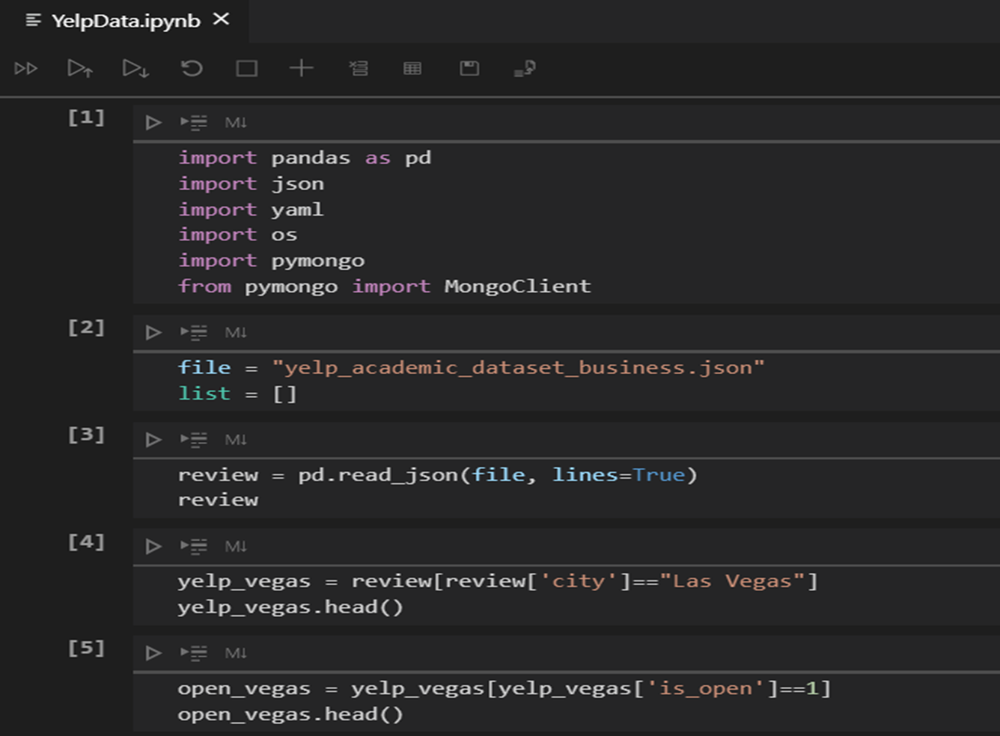 YelpData.ipynb
[1]
M↓
import pandas as pd
import json
import yaml
import os
import pymongo
from pymongo import MongoClient
[2]
M↓
file = "yelp_academic_dataset_business.json"
list = []
[3]
M↓
review = pd.read_json(file, lines=True)
review
[4]
M↓
yelp_vegas = review[review['city']=="Las Vegas"]
yelp_vegas.head()
[5]
M↓
open_vegas = yelp_vegas[yelp_vegas['is_open']==1]
open_vegas.head()